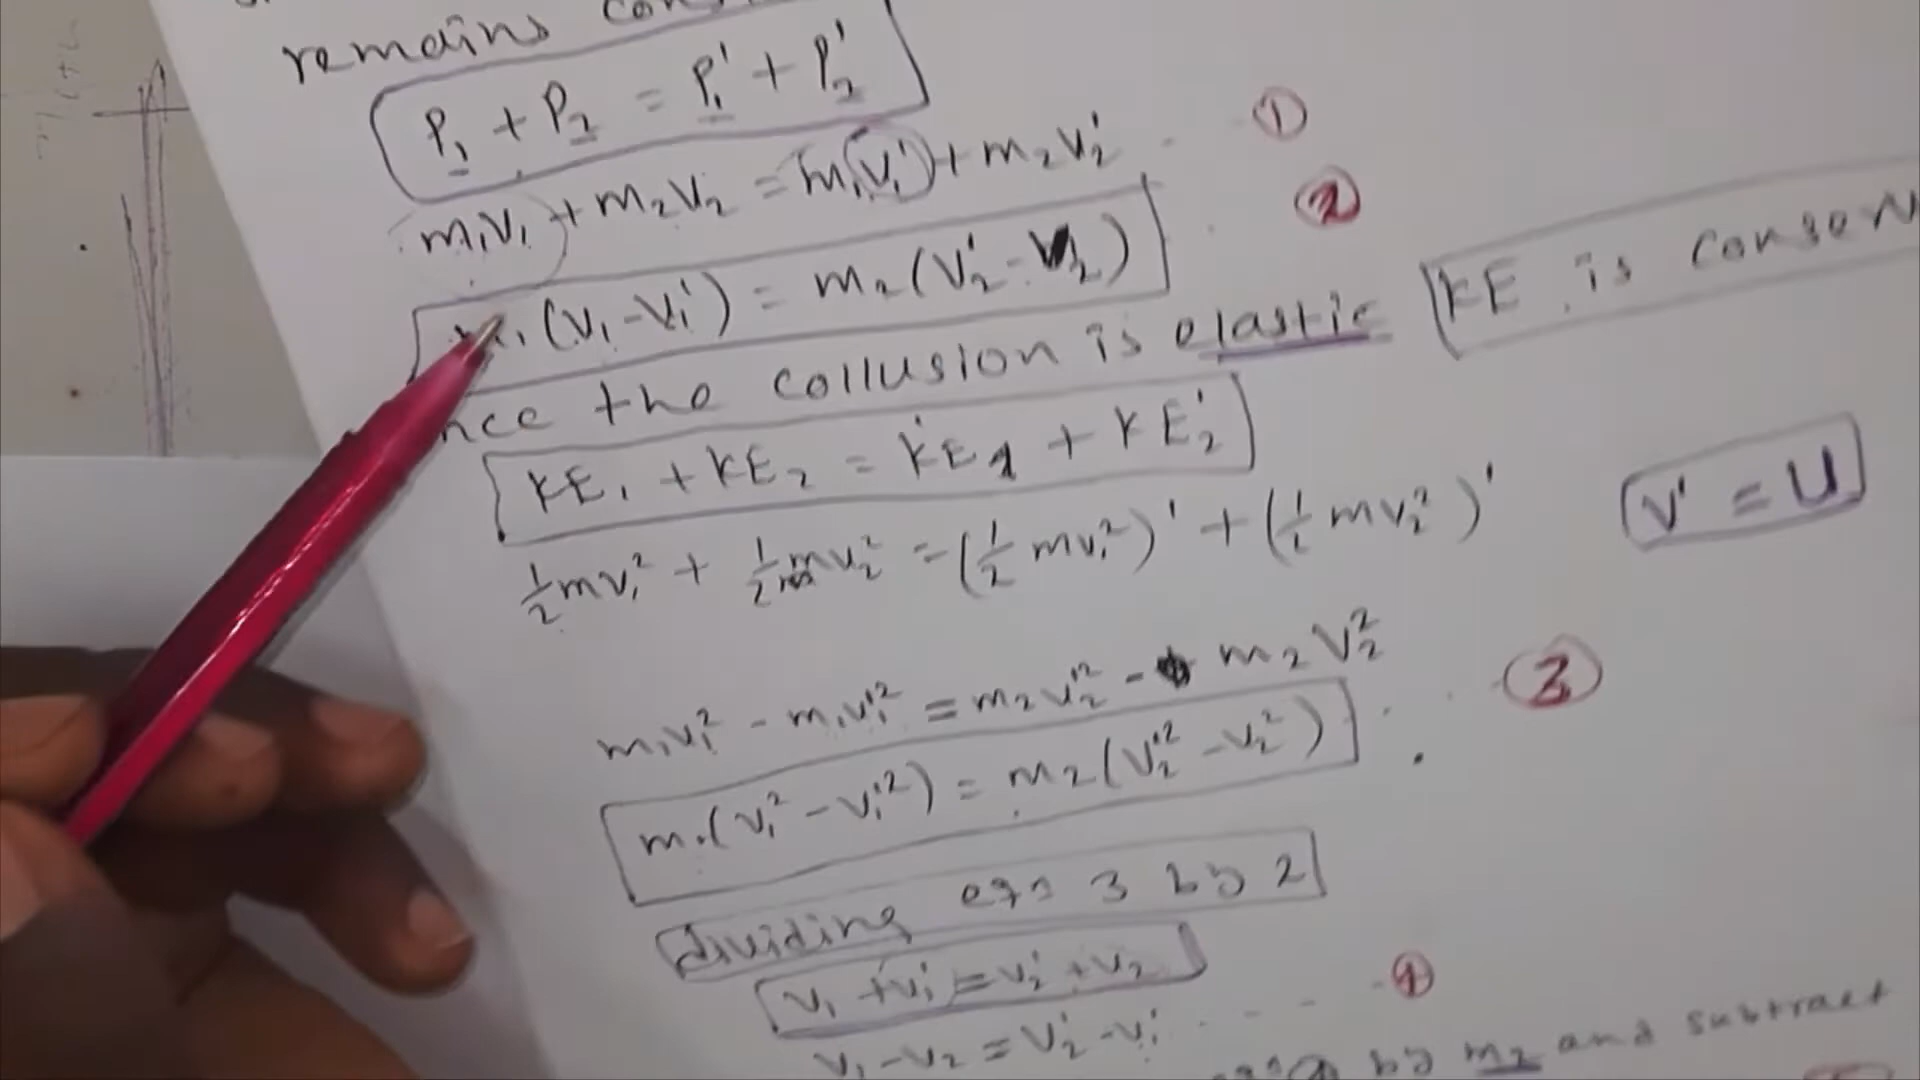 remains
P₁ + P₂ = P₁' + P₂'
m₁v₁ + m₂v₂ = m₁v₁' + m₂v₂' ①
m₁(v₁ - v₁') = m₂(v₂' - v₂) ②
the collusion is elastic KE is
KE₁ + KE₂ = KE₁' + KE₂'
½mv₁² + ½mv₂² = (½mv₁²)' + (½mv₂²)' v' = U
m₁v₁² - m₁v₁'² = m₂v₂'² - m₂v₂²
m₁(v₁² - v₁'²) = m₂(v₂'² - v₂²) ③
dividing eqn 3 by 2
v₁ + v₁' = v₂' + v₂
v₁ - v₂ = v₂' - v₁' - - - ④
by m₂ and subtract